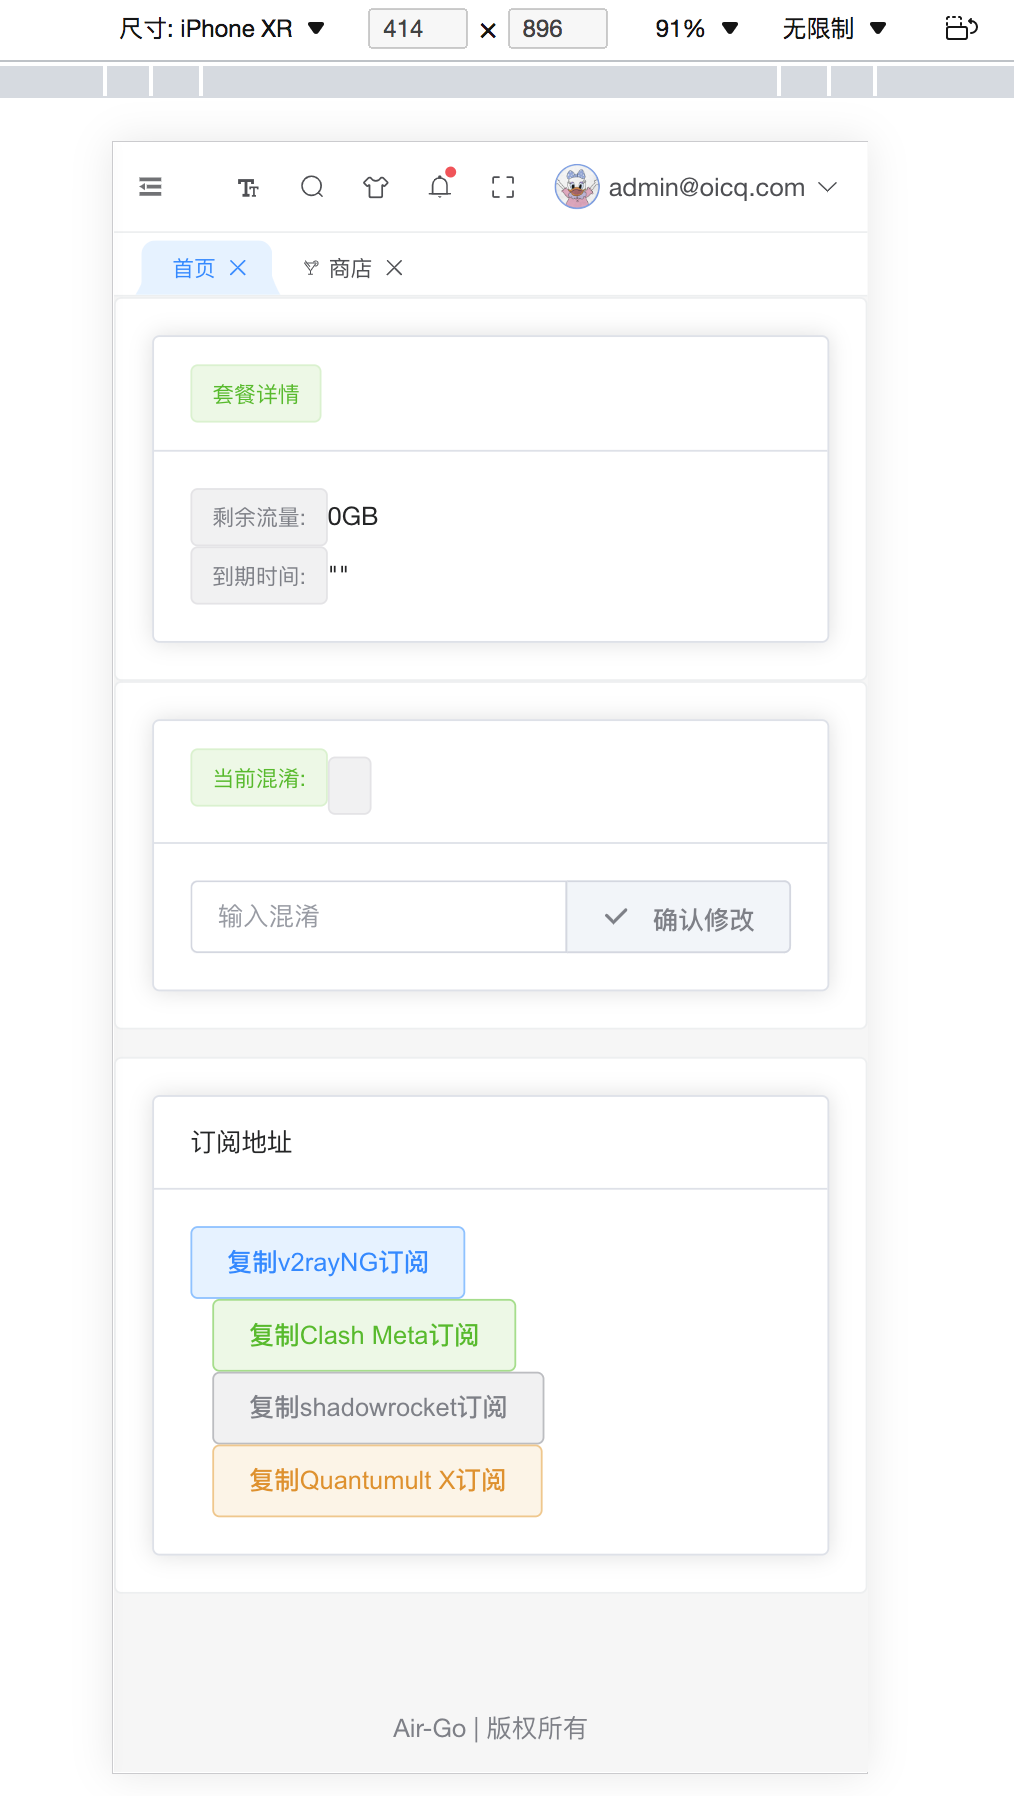 尺寸: iPhone XR ▼ 414 × 896 91% ▼ 无限制 ▼
admin@oicq.com
首页 商店
套餐详情
剩余流量: 0GB
到期时间: ""
当前混淆:
输入混淆 确认修改
订阅地址
复制v2rayNG订阅
复制Clash Meta订阅
复制shadowrocket订阅
复制Quantumult X订阅
Air-Go | 版权所有